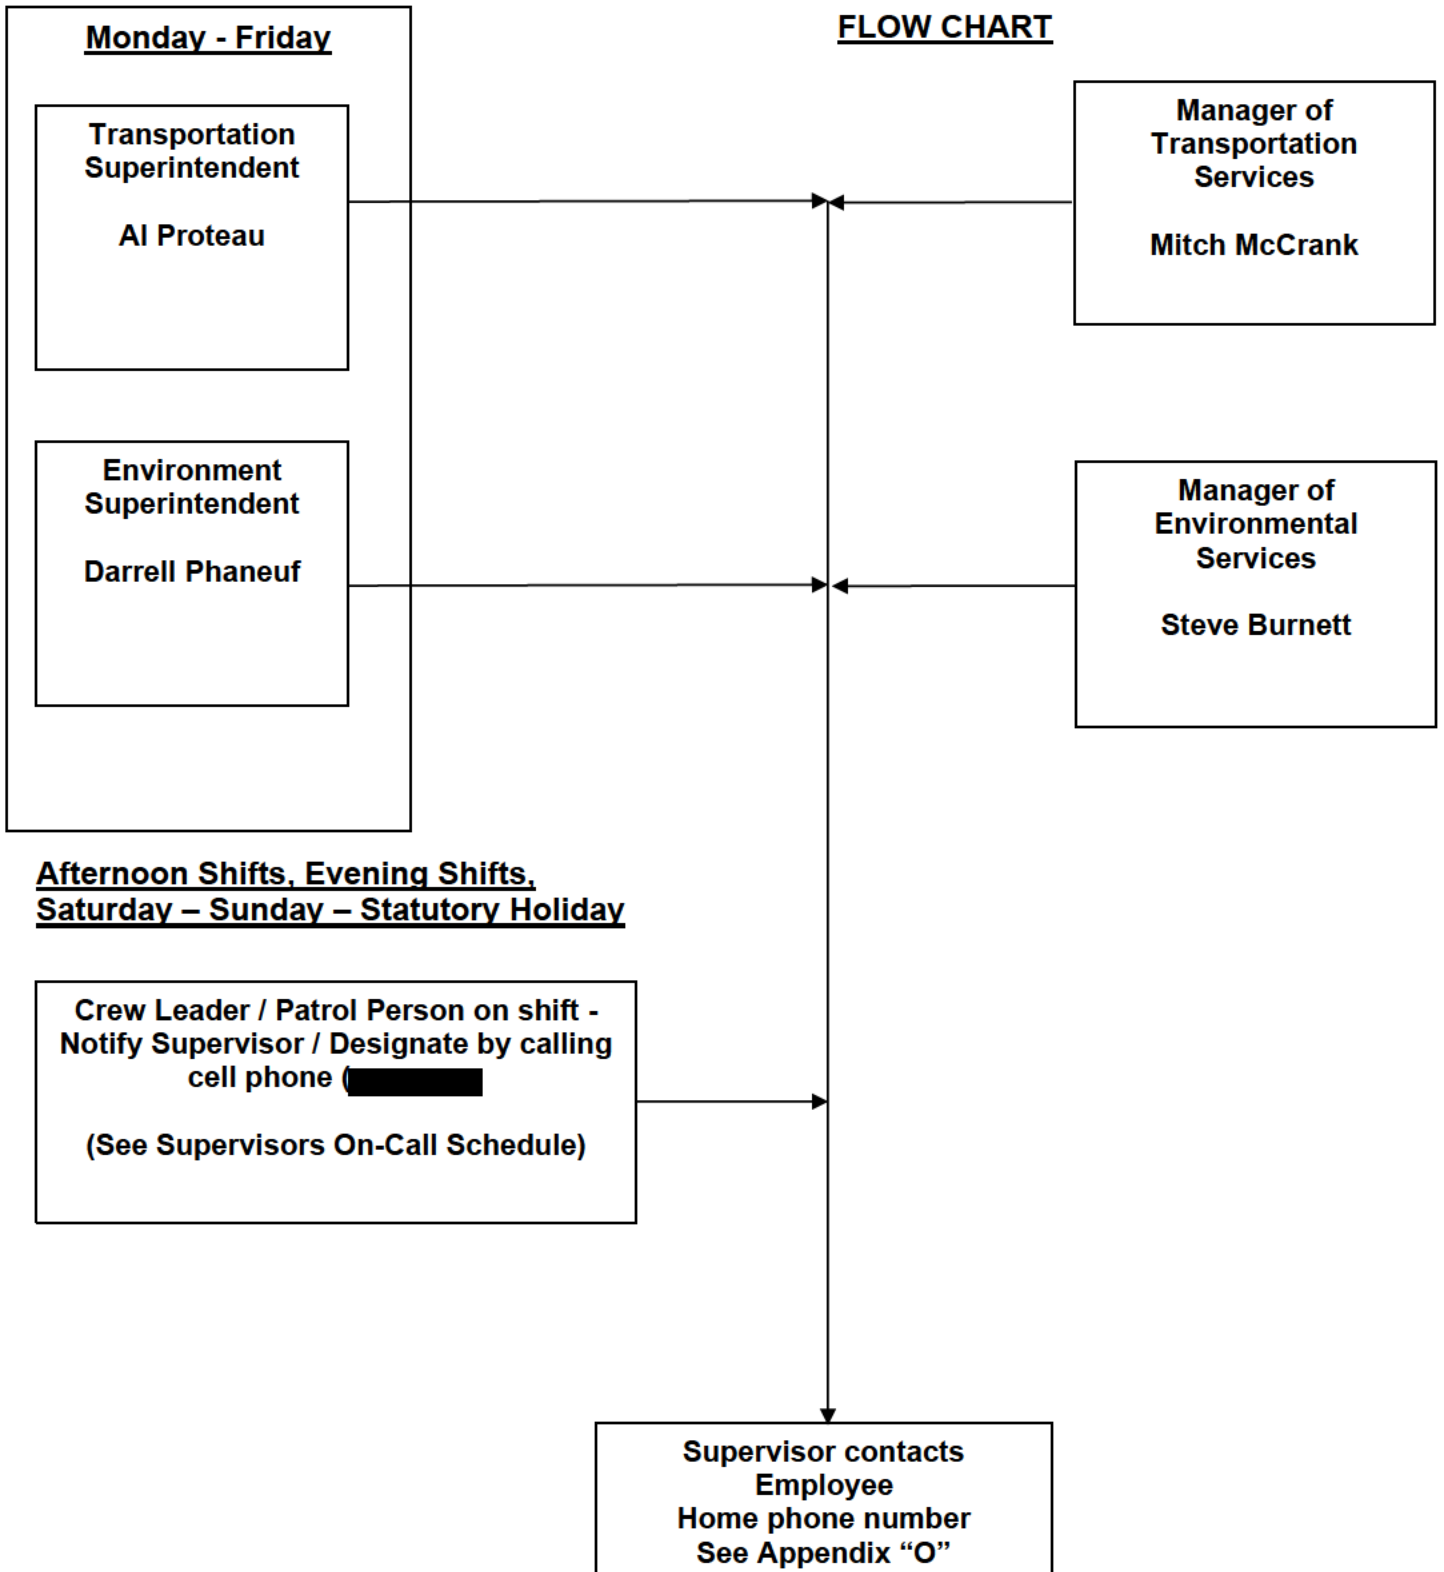 Monday - Friday
FLOW CHART
Transportation
Superintendent
Al Proteau
Manager of
Transportation
Services
Mitch McCrank
Environment
Superintendent
Darrell Phaneuf
Manager of
Environmental
Services
Steve Burnett
Afternoon Shifts, Evening Shifts,
Saturday – Sunday – Statutory Holiday
Crew Leader / Patrol Person on shift -
Notify Supervisor / Designate by calling
cell phone (
(See Supervisors On-Call Schedule)
Supervisor contacts
Employee
Home phone number
See Appendix “O”